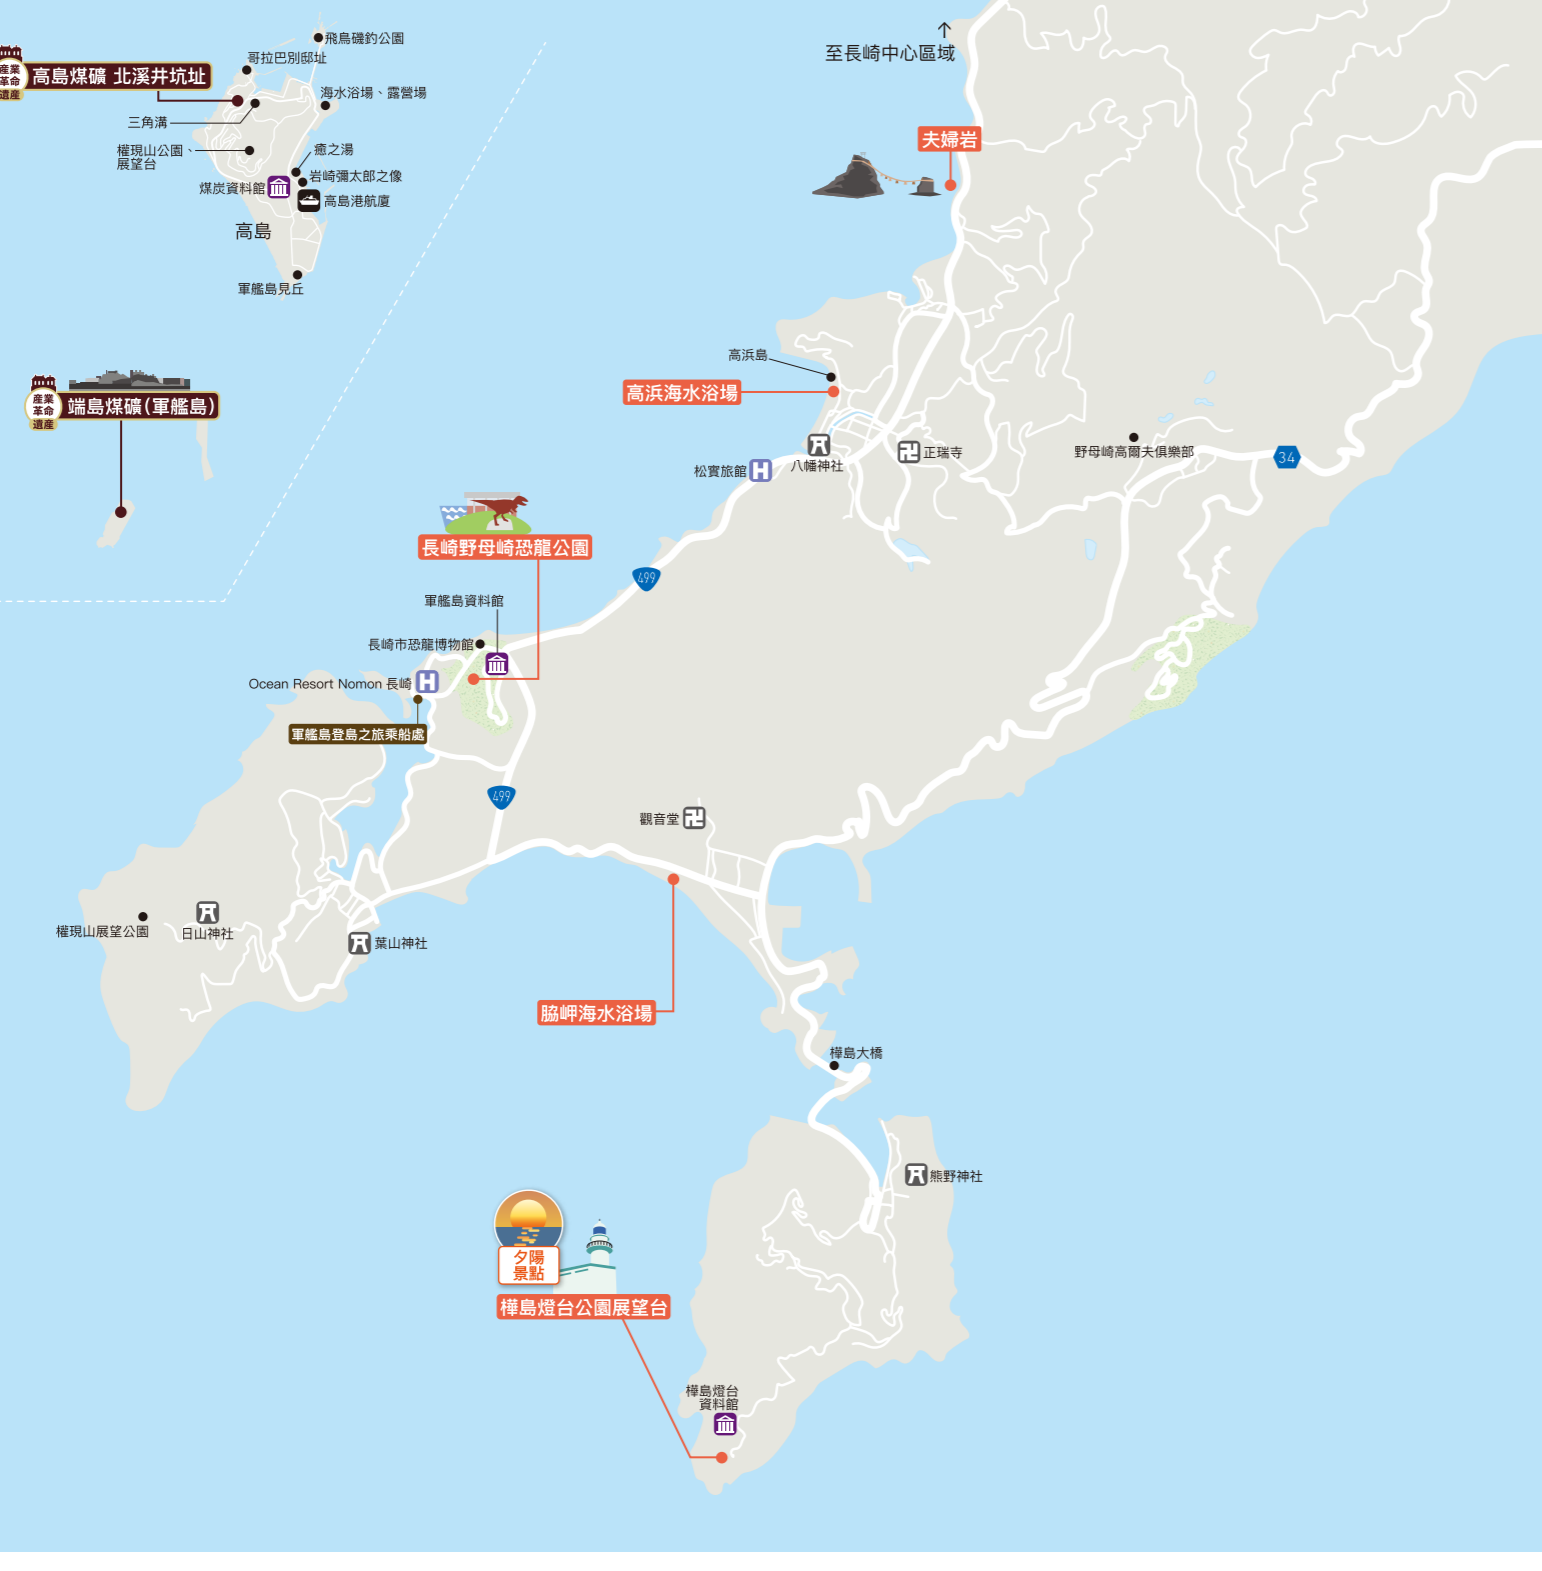 飛鳥磯釣公園
哥拉巴別邸址
産業
革命
遺産
高島煤礦 北溪井坑址
海水浴場、露營場
三角溝
權現山公園、
展望台
癒之湯
岩崎彌太郎之像
煤炭資料館
高島港航廈
高島
軍艦島見丘
↑
至長崎中心區域
夫婦岩
高浜島
高浜海水浴場
産業
革命
遺産
端島煤礦(軍艦島)
八幡神社
正瑞寺
野母崎高爾夫俱樂部
34
松實旅館
H
長崎野母崎恐龍公園
499
軍艦島資料館
長崎市恐龍博物館
Ocean Resort Nomon 長崎
H
軍艦島登島之旅乘船處
499
觀音堂
權現山展望公園
日山神社
葉山神社
脇岬海水浴場
樺島大橋
熊野神社
夕陽
景點
樺島燈台公園展望台
樺島燈台
資料館